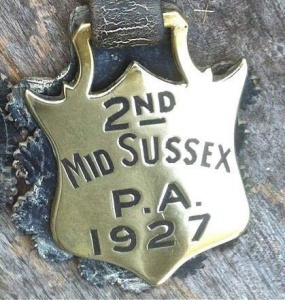 2ND
MID SUSSEX
P.A.
1927